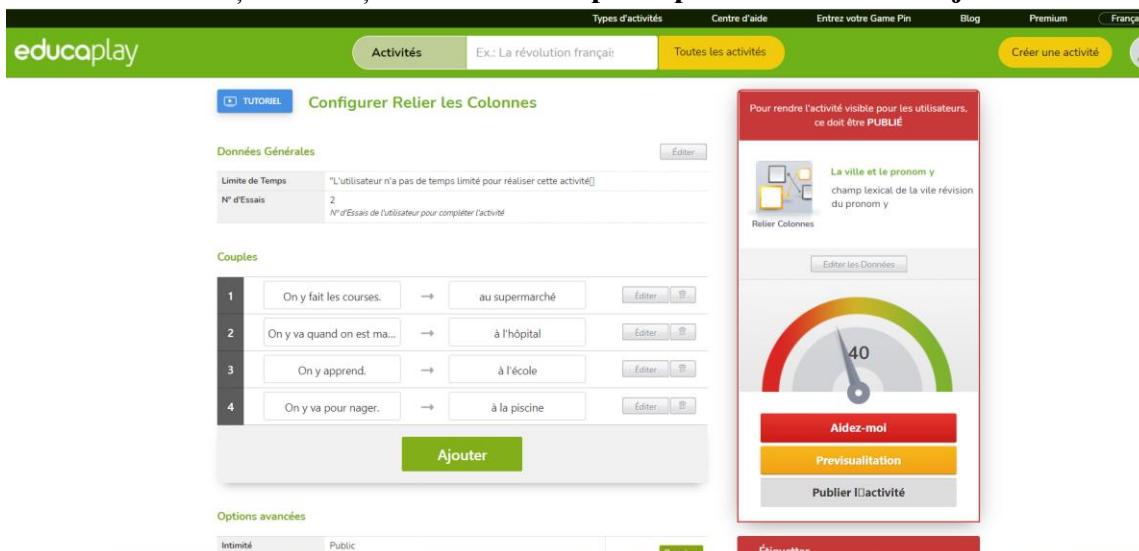 Types d'activités Centre d'aide Entrez votre Game Pin Blog Premium
educaplay Activités Ex.: La révolution françai Toutes les activités Créer une activité
TUTORIEL Configurer Relier les Colonnes
Données Générales Éditer
Limite de Temps "L'utilisateur n'a pas de temps limité pour réaliser cette activité▯
Nº d'Essais 2
Nº d'Essais de l'utilisateur pour compléter l'activité
Couples
1 On y fait les courses. → au supermarché Éditer
2 On y va quand on est ma... → à l'hôpital Éditer
3 On y apprend. → à l'école Éditer
4 On y va pour nager. → à la piscine Éditer
Ajouter
Options avancées
Intimité Public
Pour rendre l'activité visible pour les utilisateurs,
ce doit être PUBLIÉ
La ville et le pronom y
champ lexical de la vile révision
du pronom y
Relier Colonnes
Editer les Données
40
Aidez-moi
Previsualitation
Publier l▯activité
Étiquettes